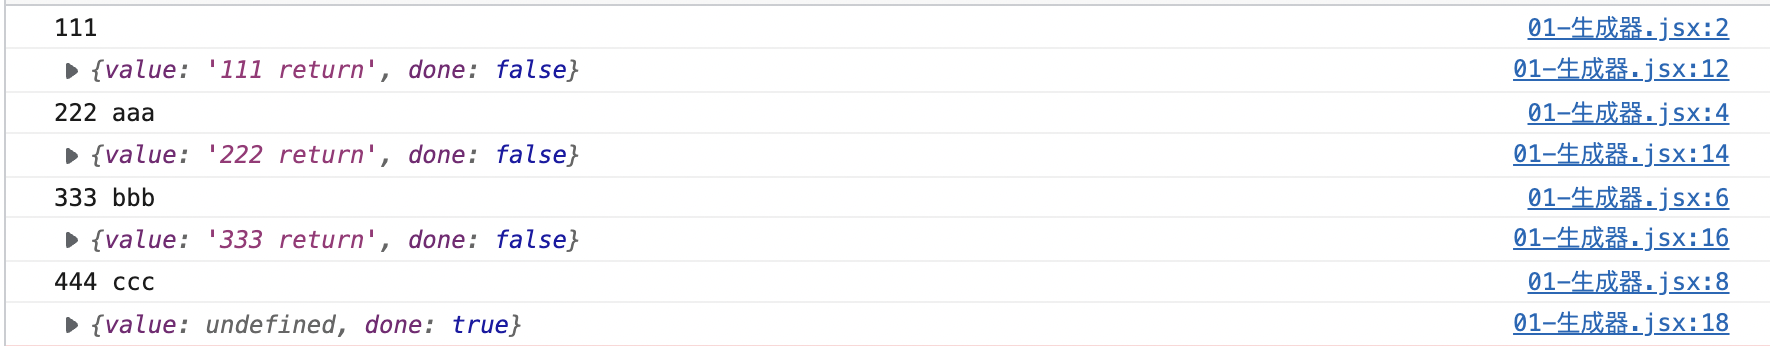 111 01-生成器.jsx:2
▶ {value: '111 return', done: false} 01-生成器.jsx:12
222 aaa 01-生成器.jsx:4
▶ {value: '222 return', done: false} 01-生成器.jsx:14
333 bbb 01-生成器.jsx:6
▶ {value: '333 return', done: false} 01-生成器.jsx:16
444 ccc 01-生成器.jsx:8
▶ {value: undefined, done: true} 01-生成器.jsx:18